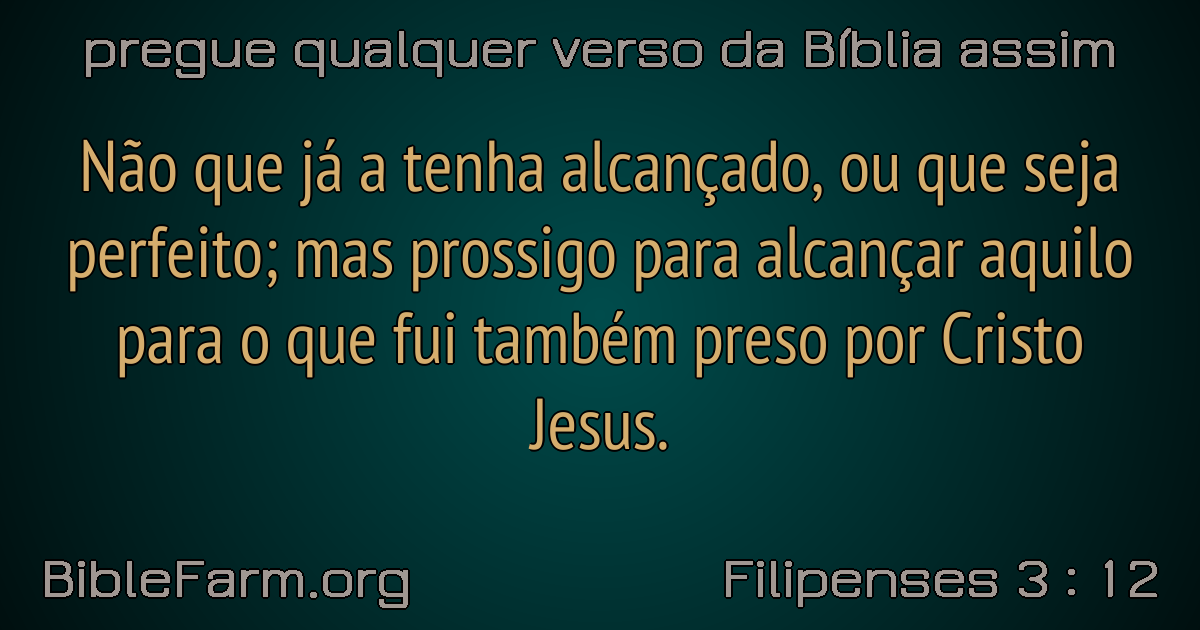 pregue qualquer verso da Bíblia assim
Não que já a tenha alcançado, ou que seja
perfeito; mas prossigo para alcançar aquilo
para o que fui também preso por Cristo
Jesus.
BibleFarm.org
Filipenses 3 : 12